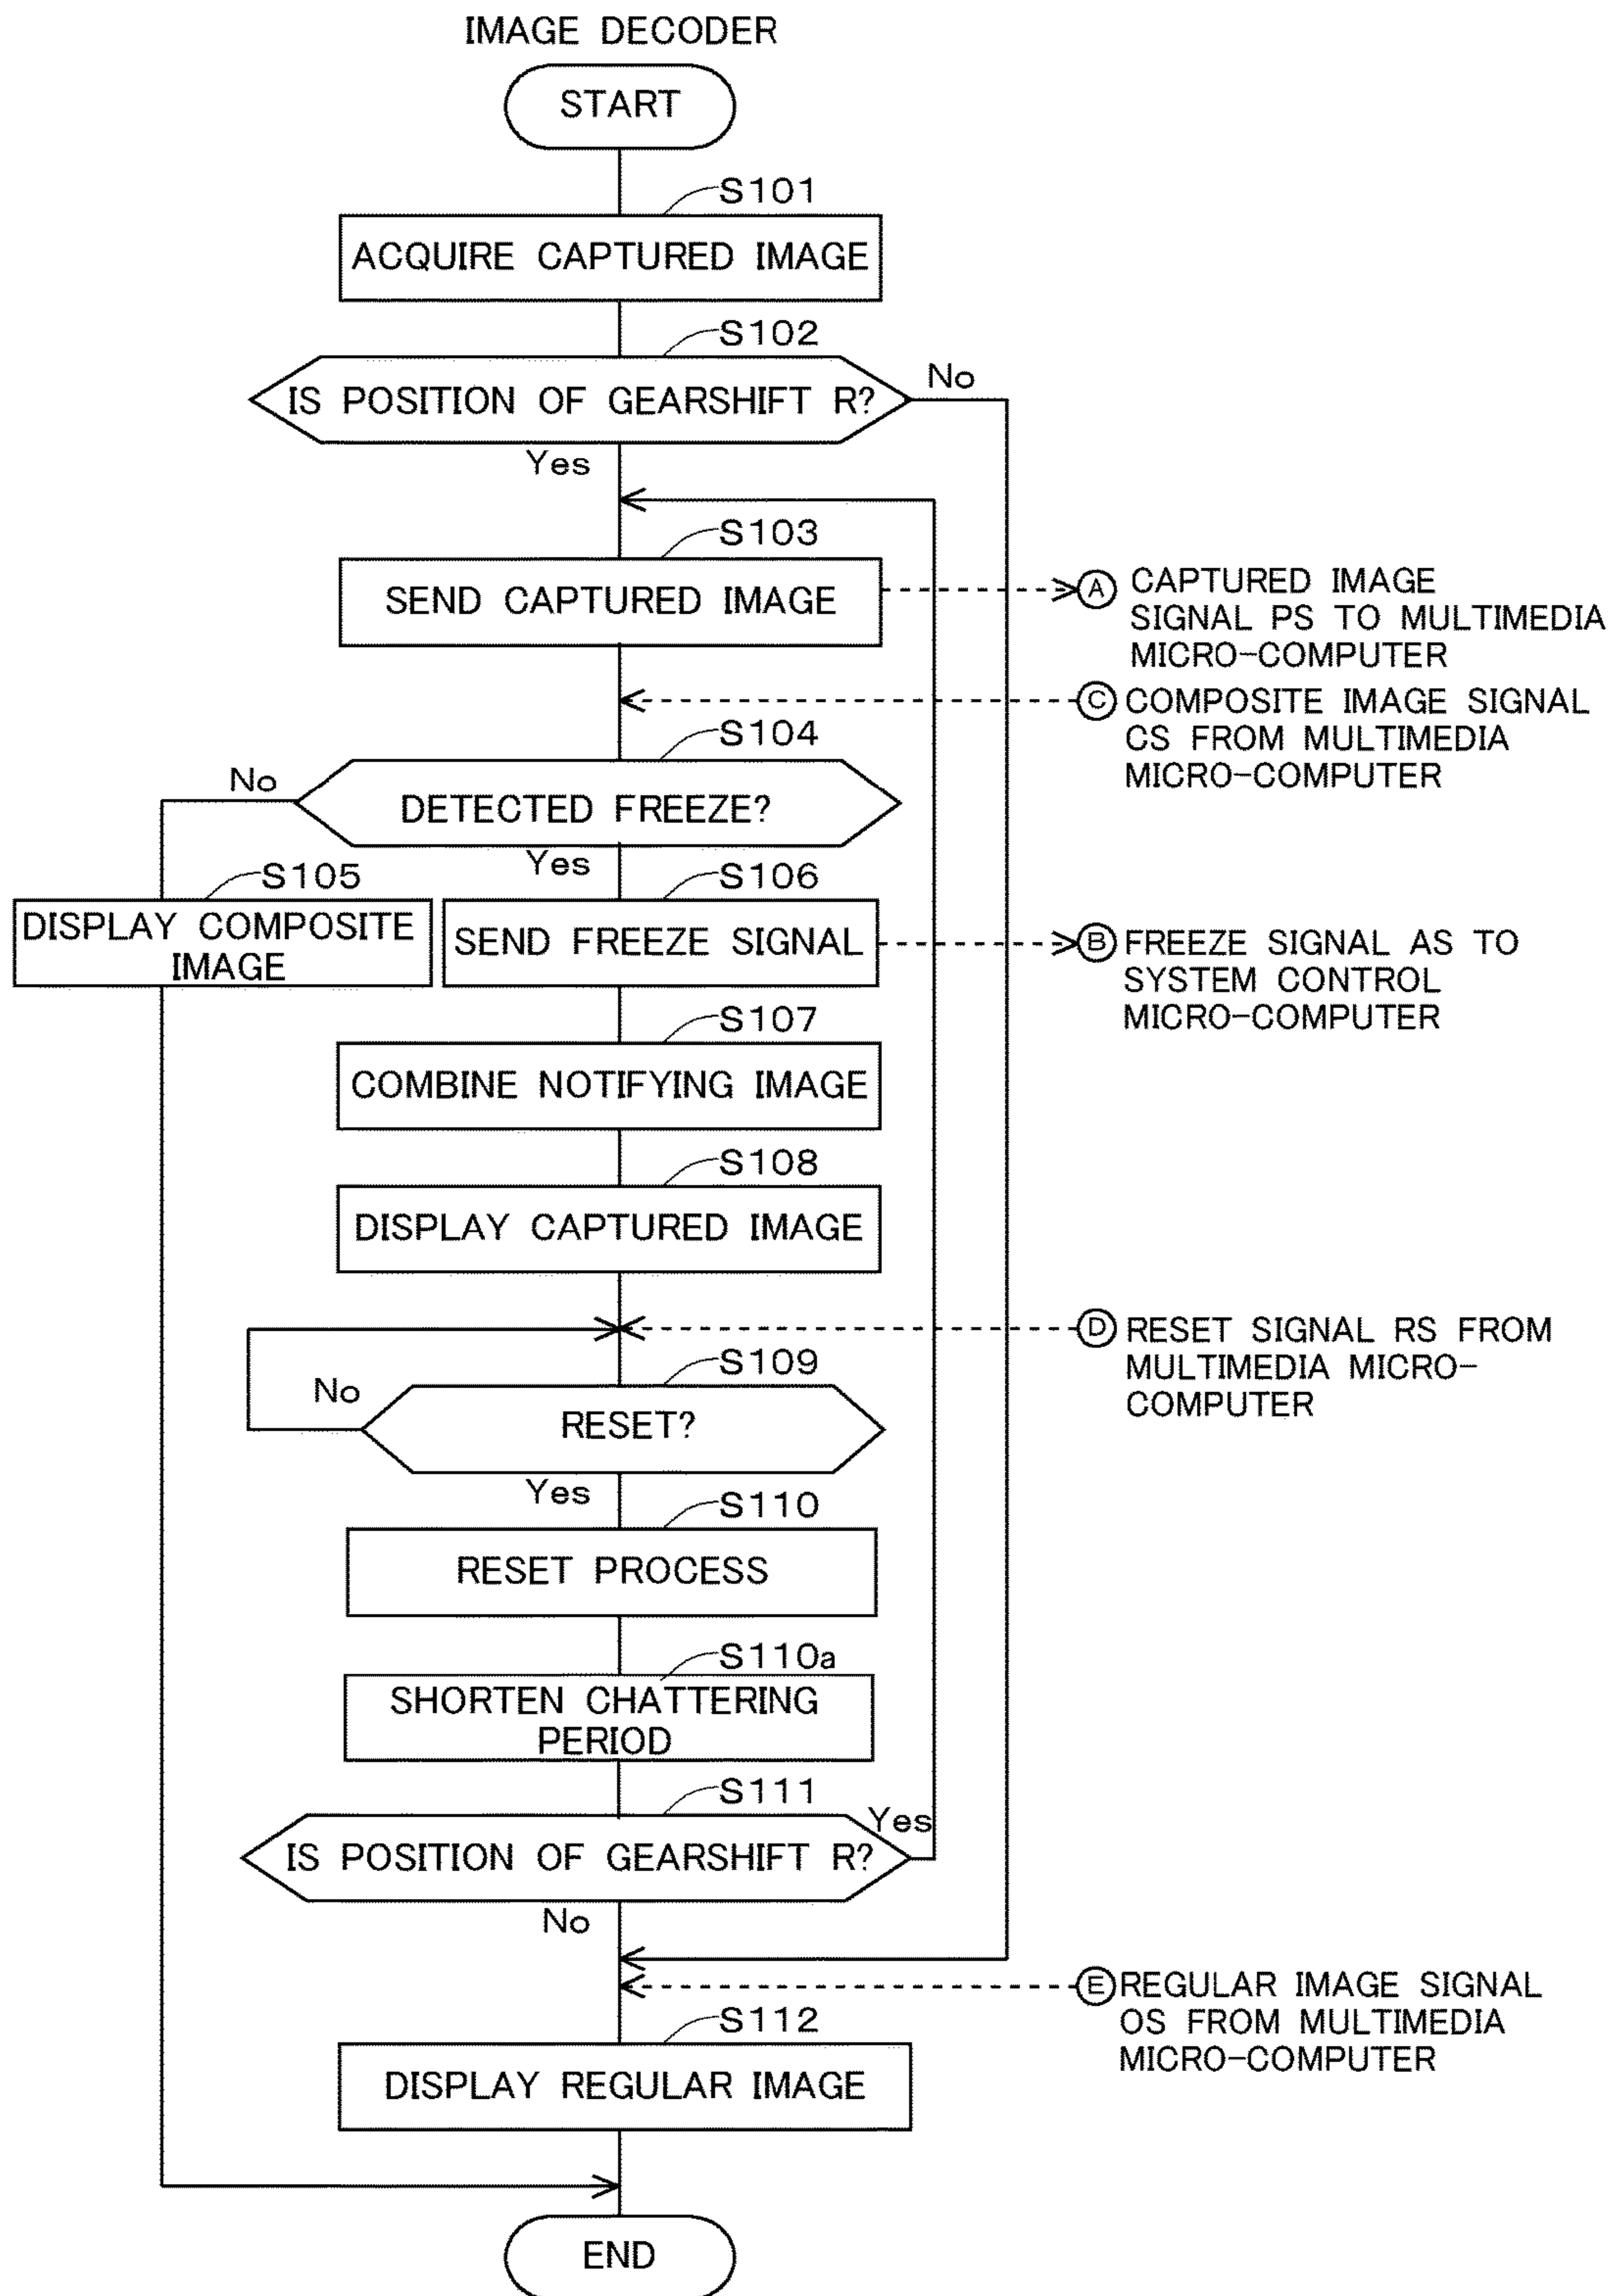 IMAGE DECODER
START
S101
ACQUIRE CAPTURED IMAGE
S102
IS POSITION OF GEARSHIFT R?
No
Yes
S103
SEND CAPTURED IMAGE
A
CAPTURED IMAGE
SIGNAL PS TO MULTIMEDIA
MICRO-COMPUTER
C
COMPOSITE IMAGE SIGNAL
CS FROM MULTIMEDIA
MICRO-COMPUTER
S104
No
DETECTED FREEZE?
Yes
S105
DISPLAY COMPOSITE
IMAGE
S106
SEND FREEZE SIGNAL
B
FREEZE SIGNAL AS TO
SYSTEM CONTROL
MICRO-COMPUTER
S107
COMBINE NOTIFYING IMAGE
S108
DISPLAY CAPTURED IMAGE
D
RESET SIGNAL RS FROM
MULTIMEDIA MICRO-
COMPUTER
S109
No
RESET?
Yes
S110
RESET PROCESS
S110a
SHORTEN CHATTERING
PERIOD
S111
Yes
IS POSITION OF GEARSHIFT R?
No
E
REGULAR IMAGE SIGNAL
OS FROM MULTIMEDIA
MICRO-COMPUTER
S112
DISPLAY REGULAR IMAGE
END